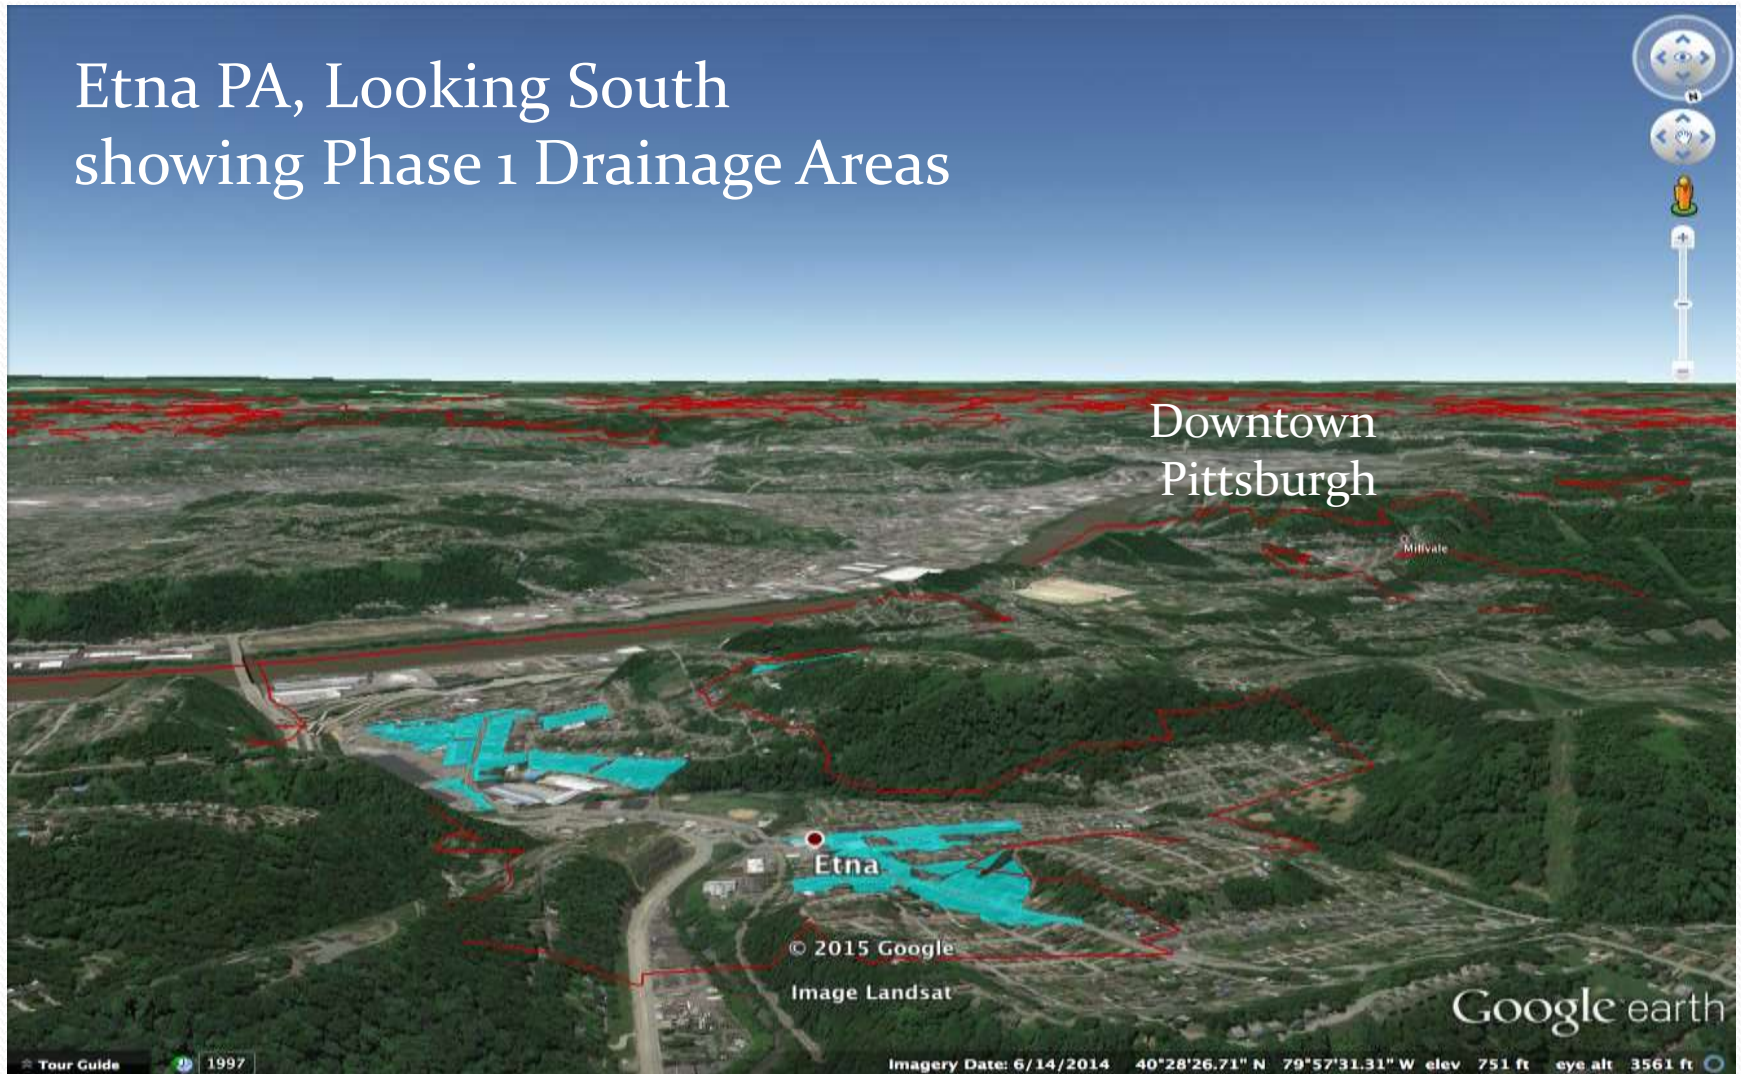 Etna PA, Looking South
showing Phase 1 Drainage Areas
N
Downtown
Pittsburgh
Millvale
Etna
© 2015 Google
Image Landsat
Google earth
Tour Guide
1997
Imagery Date: 6/14/2014 40°28'26.71" N 79°57'31.31" W elev 751 ft eye alt 3561 ft